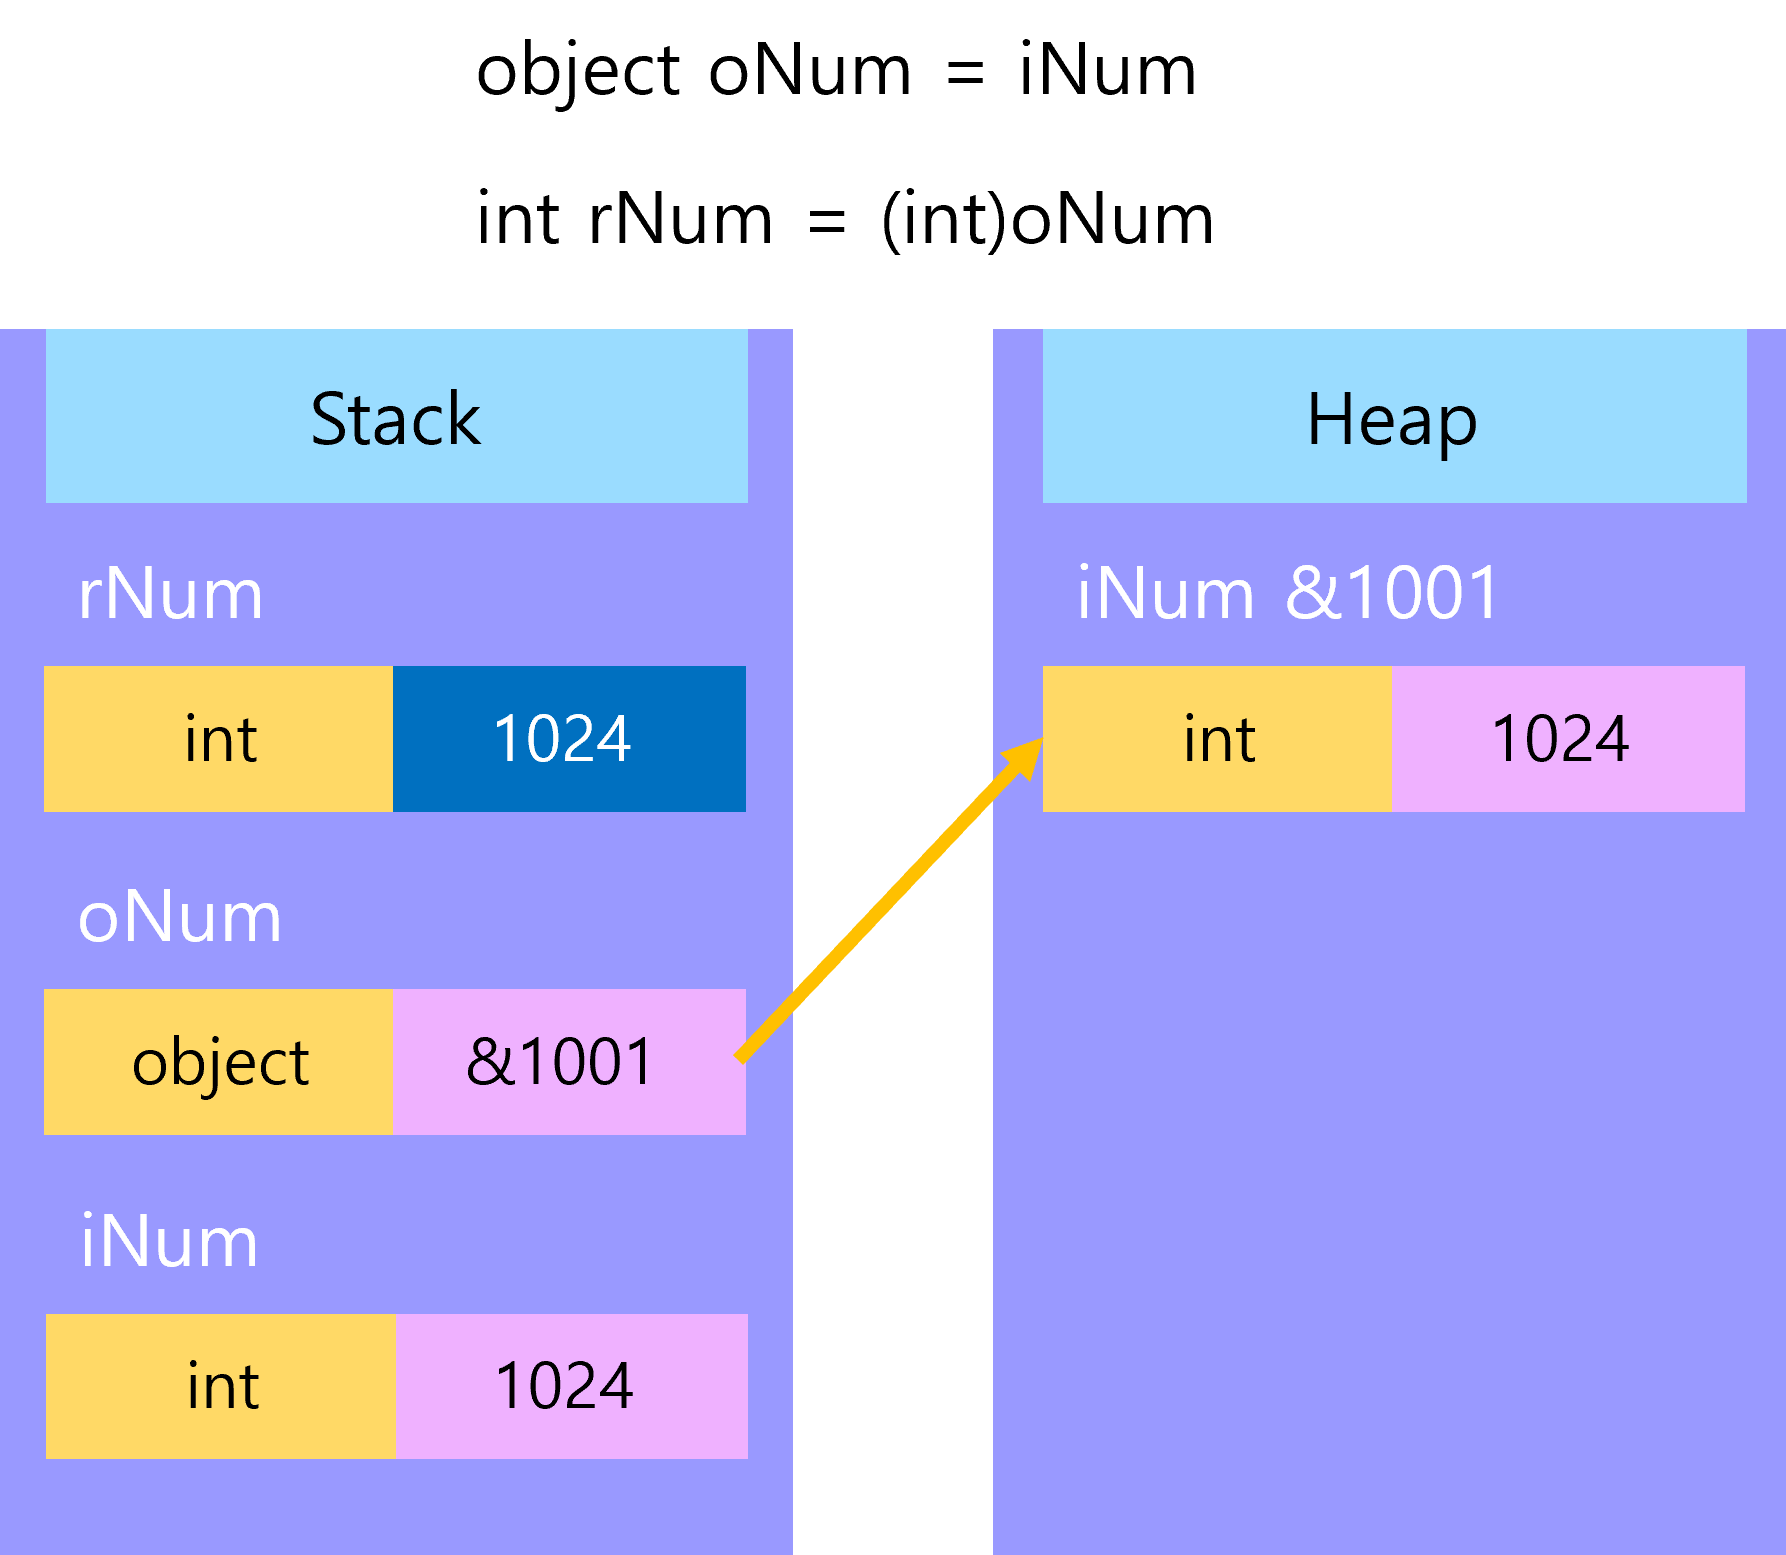 object oNum = iNum
int rNum = (int)oNum
Stack
rNum
int 1024
oNum
object &1001
iNum
int 1024
Heap
iNum &1001
int 1024